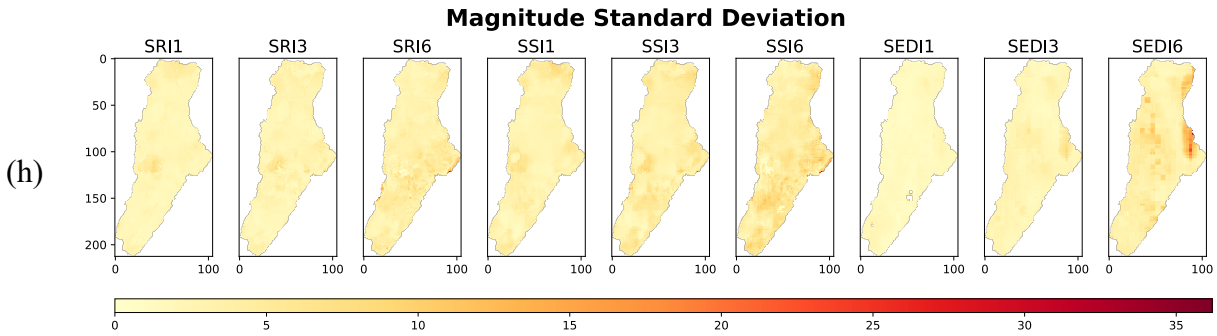 Magnitude Standard Deviation
SRI1 SRI3 SRI6 SSI1 SSI3 SSI6 SEDI1 SEDI3 SEDI6
0
50
100
150
200
(h)
0 100 0 100 0 100 0 100 0 100 0 100 0 100 0 100 0 100
0 5 10 15 20 25 30 35